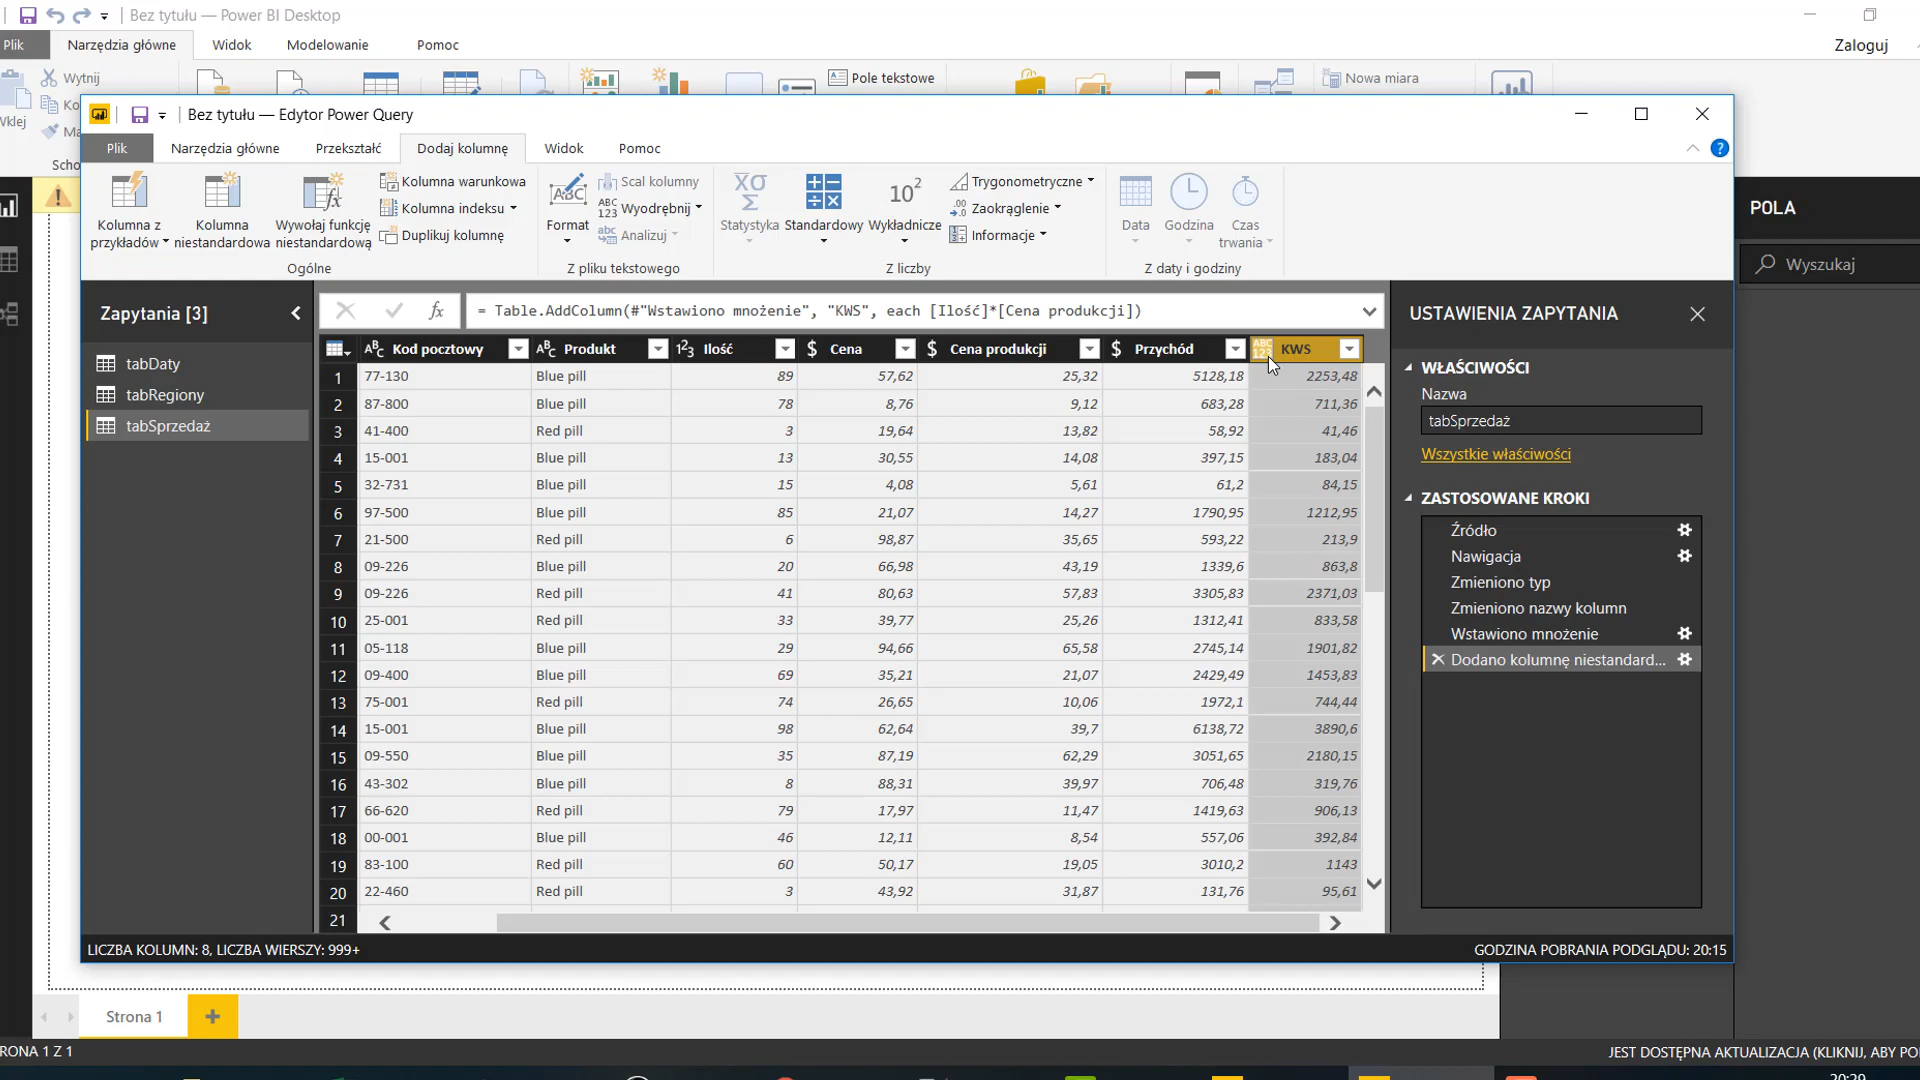 Bez tytułu — Power BI Desktop
Plik Narzędzia główne Widok Modelowanie Pomoc Zaloguj
Wytnij Pole tekstowe Nowa miara
Bez tytułu — Edytor Power Query
Plik Narzędzia główne Przekształć Dodaj kolumnę Widok Pomoc
Kolumna z przykładów
Kolumna niestandardowa
Wywołaj funkcję niestandardową
Kolumna warunkowa
Kolumna indeksu
Duplikuj kolumnę
Ogólne
Format
Scal kolumny
Wyodrębnij
Analizuj
Z pliku tekstowego
Statystyka
Standardowy
Wykładnicze
Trygonometryczne
Zaokrąglenie
Informacje
Z liczby
Data
Godzina
Czas trwania
Z daty i godziny
POLA
Wyszukaj
Zapytania [3]
tabDaty
tabRegiony
tabSprzedaż
= Table.AddColumn(#"Wstawiono mnożenie", "KWS", each [Ilość]*[Cena produkcji])
Kod pocztowy Produkt Ilość Cena Cena produkcji Przychód KWS
1 77-130 Blue pill 89 57,62 25,32 5128,18 2253,48
2 87-800 Blue pill 78 8,76 9,12 683,28 711,36
3 41-400 Red pill 3 19,64 13,82 58,92 41,46
4 15-001 Blue pill 13 30,55 14,08 397,15 183,04
5 32-731 Blue pill 15 4,08 5,61 61,2 84,15
6 97-500 Blue pill 85 21,07 14,27 1790,95 1212,95
7 21-500 Red pill 6 98,87 35,65 593,22 213,9
8 09-226 Blue pill 20 66,98 43,19 1339,6 863,8
9 09-226 Red pill 41 80,63 57,83 3305,83 2371,03
10 25-001 Red pill 33 39,77 25,26 1312,41 833,58
11 05-118 Blue pill 29 94,66 65,58 2745,14 1901,82
12 09-400 Blue pill 69 35,21 21,07 2429,49 1453,83
13 75-001 Red pill 74 26,65 10,06 1972,1 744,44
14 15-001 Blue pill 98 62,64 39,7 6138,72 3890,6
15 09-550 Blue pill 35 87,19 62,29 3051,65 2180,15
16 43-302 Blue pill 8 88,31 39,97 706,48 319,76
17 66-620 Red pill 79 17,97 11,47 1419,63 906,13
18 00-001 Blue pill 46 12,11 8,54 557,06 392,84
19 83-100 Red pill 60 50,17 19,05 3010,2 1143
20 22-460 Red pill 3 43,92 31,87 131,76 95,61
21
USTAWIENIA ZAPYTANIA
WŁAŚCIWOŚCI
Nazwa
tabSprzedaż
Wszystkie właściwości
ZASTOSOWANE KROKI
Źródło
Nawigacja
Zmieniono typ
Zmieniono nazwy kolumn
Wstawiono mnożenie
Dodano kolumnę niestandard...
LICZBA KOLUMN: 8, LICZBA WIERSZY: 999+ GODZINA POBRANIA PODGLĄDU: 20:15
Strona 1
RONA 1 Z 1 JEST DOSTĘPNA AKTUALIZACJA (KLIKNIJ, ABY PO